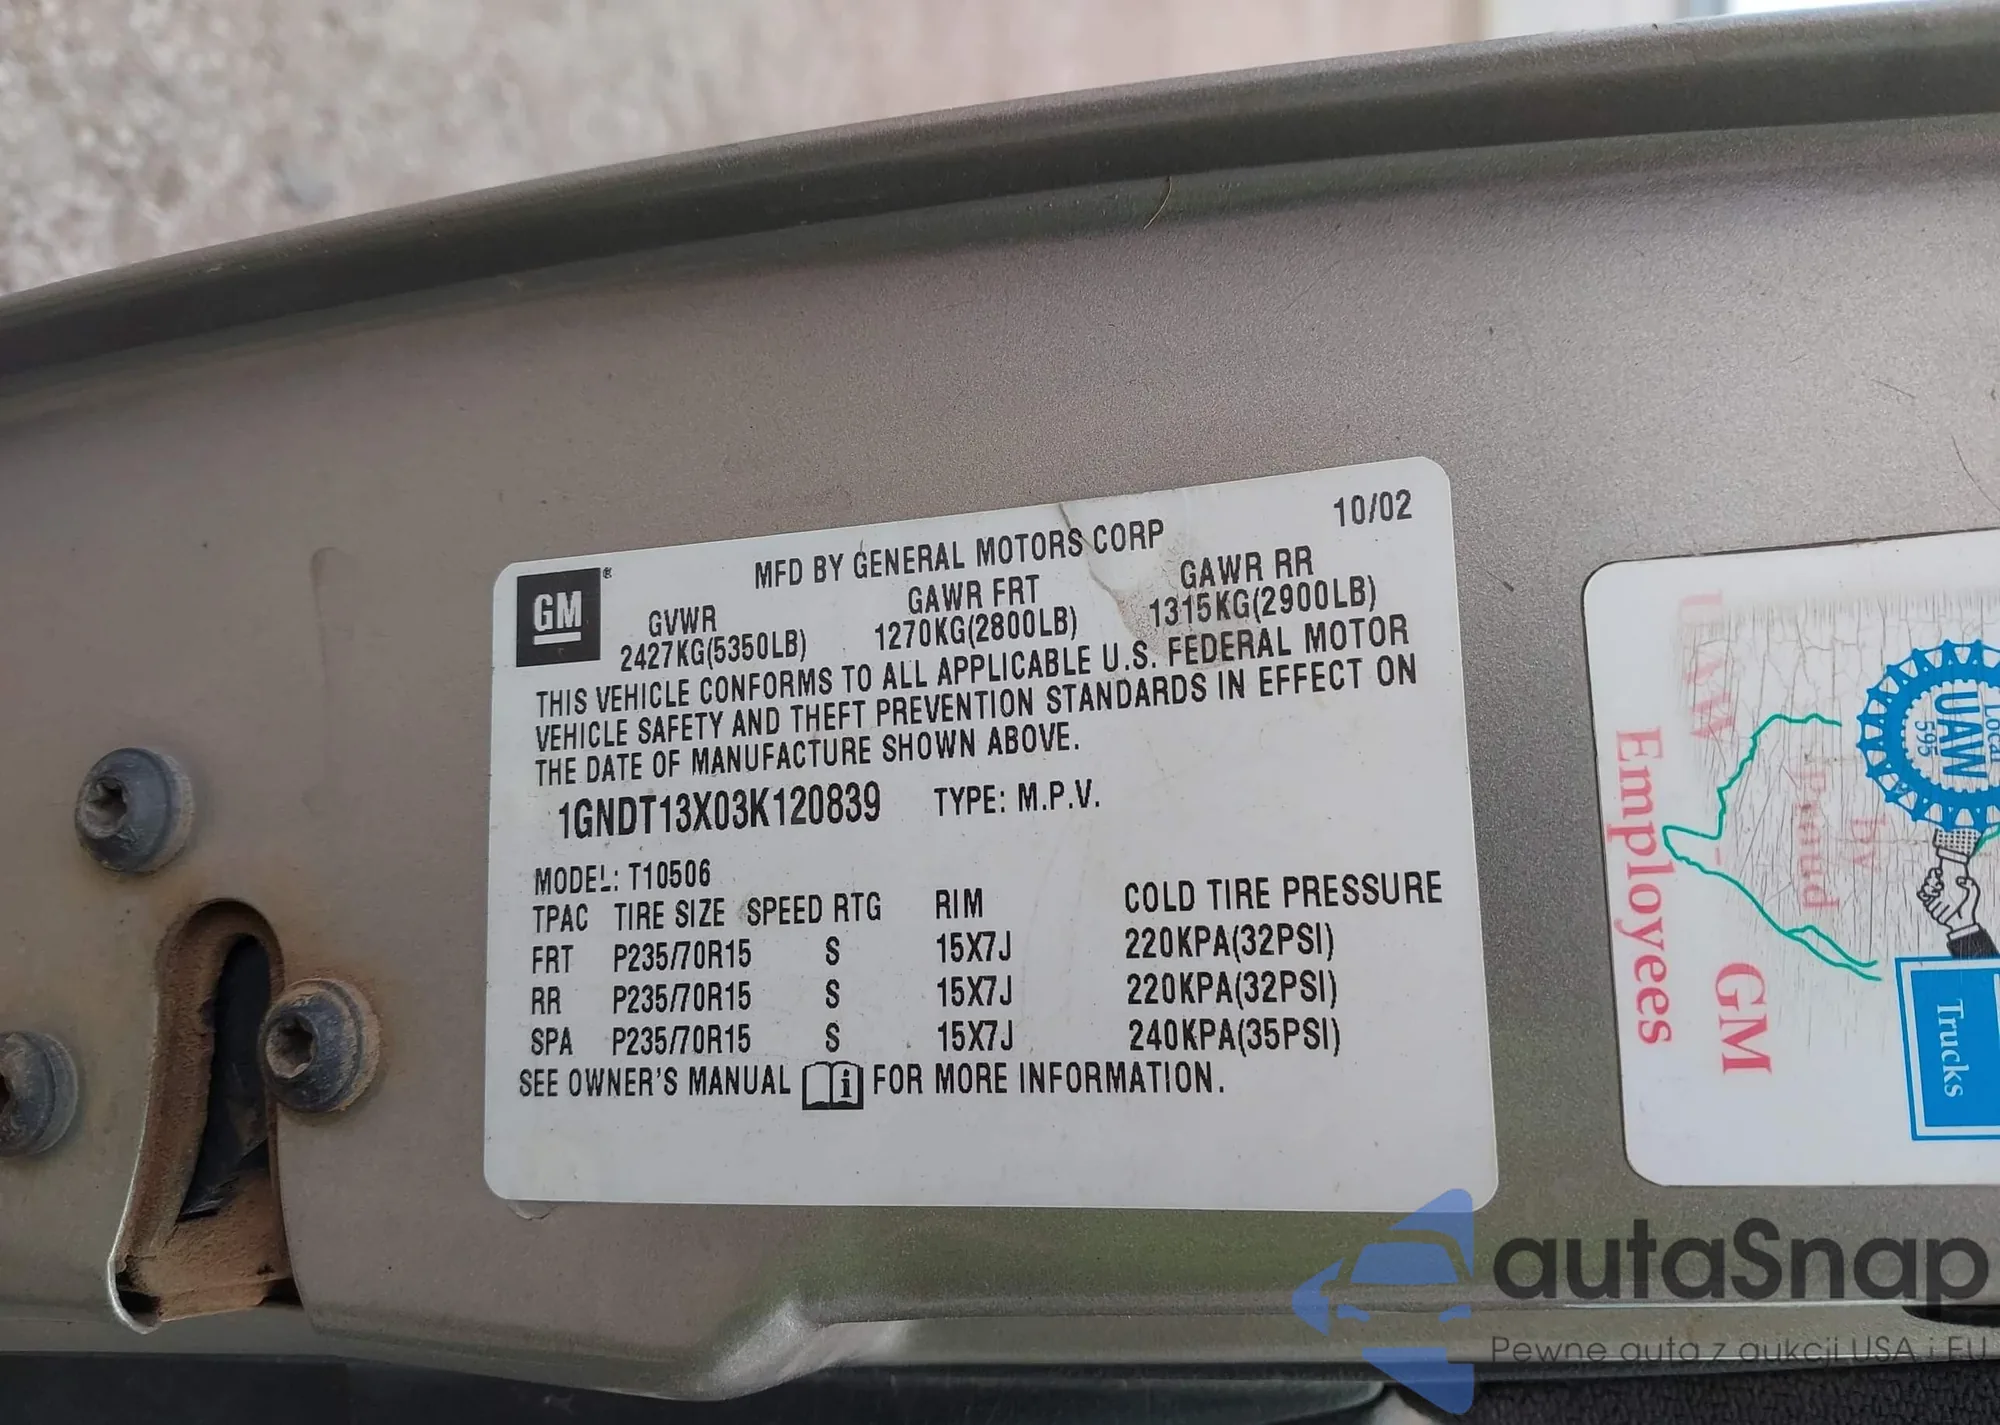 10/02
MFD BY GENERAL MOTORS CORP
GM®
GVWR GAWR FRT GAWR RR
2427KG(5350LB) 1270KG(2800LB) 1315KG(2900LB)
THIS VEHICLE CONFORMS TO ALL APPLICABLE U.S. FEDERAL MOTOR
VEHICLE SAFETY AND THEFT PREVENTION STANDARDS IN EFFECT ON
THE DATE OF MANUFACTURE SHOWN ABOVE.
1GNDT13X03K120839 TYPE: M.P.V.
MODEL: T10506
TPAC TIRE SIZE SPEED RTG RIM COLD TIRE PRESSURE
FRT P235/70R15 S 15X7J 220KPA(32PSI)
RR P235/70R15 S 15X7J 220KPA(32PSI)
SPA P235/70R15 S 15X7J 240KPA(35PSI)
SEE OWNER'S MANUAL i FOR MORE INFORMATION.
UAW
Local
UAW
595
by
Proud
GM
Employees
Trucks
autaSnap
Pewne auta z aukcji USA i EU